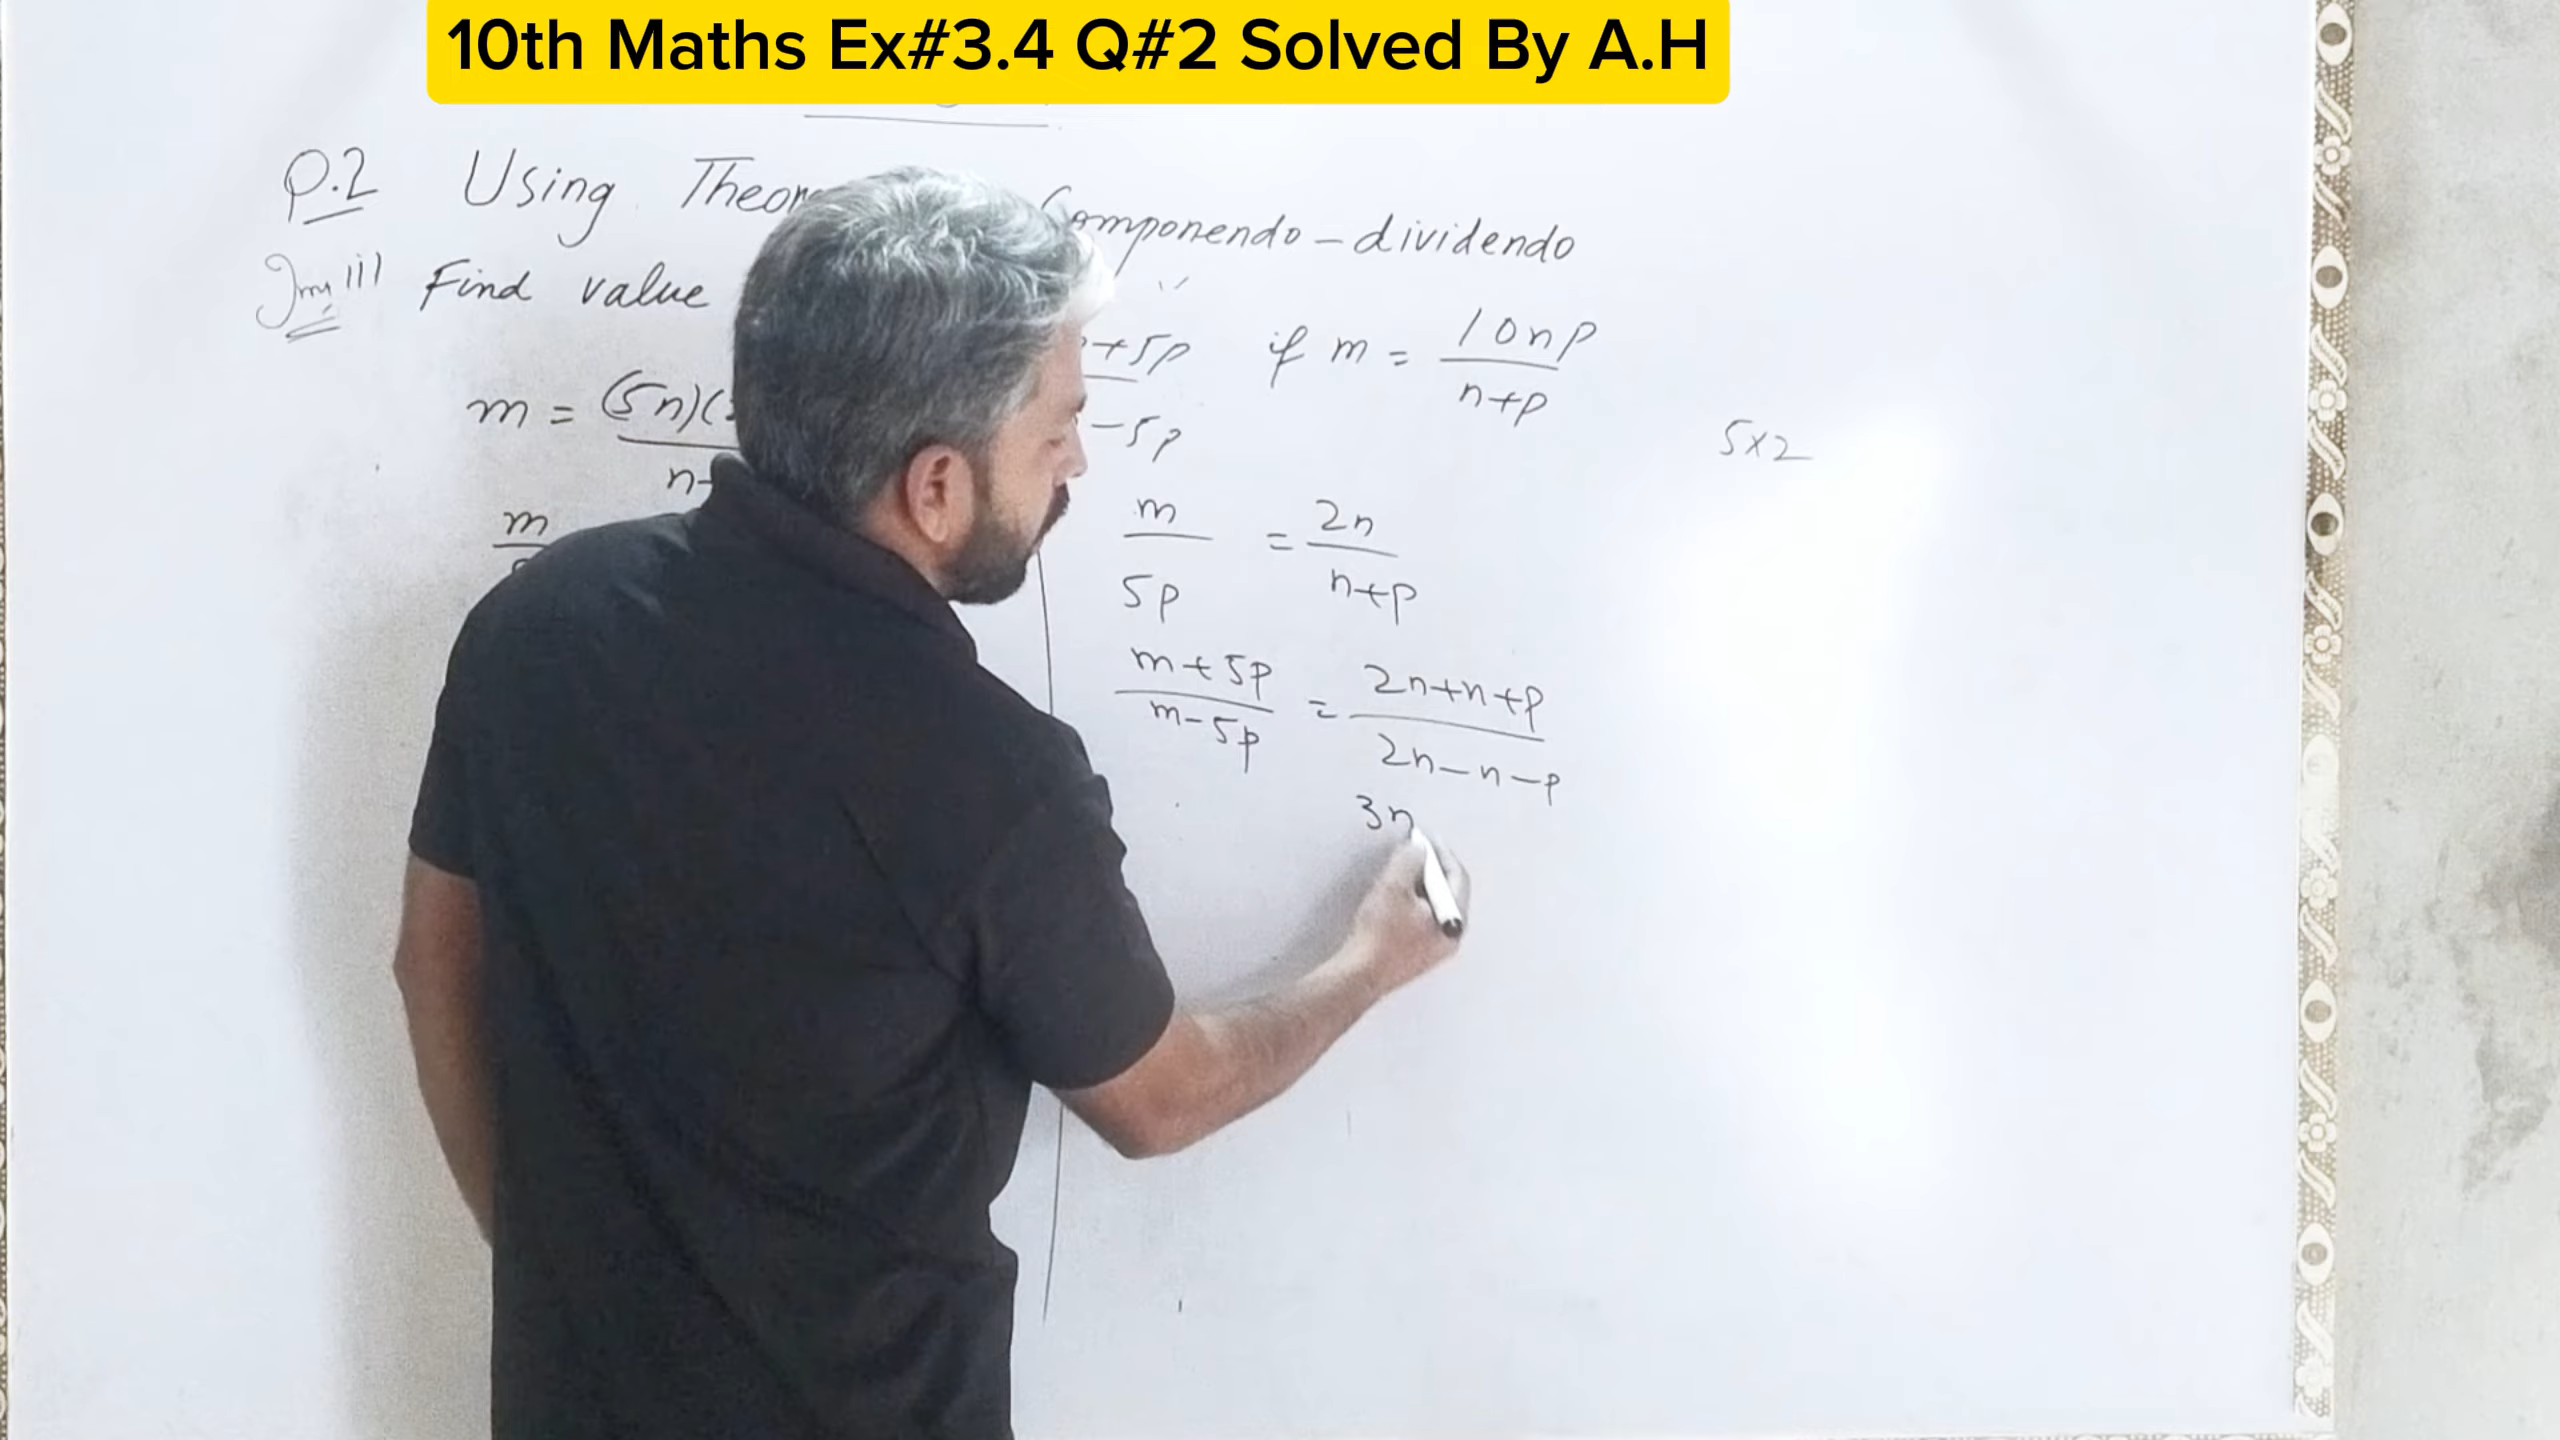 10th Maths Ex#3.4 Q#2 Solved By A.H
Q.2 Using Componendo-dividendo
iii Find value
+5p
-5p
if m = 10np
n+p
m = (5n)(
n+
5x2
m
m = 2n
5p n+p
m+5p = 2n+n+p
m-5p 2n-n-p
3n